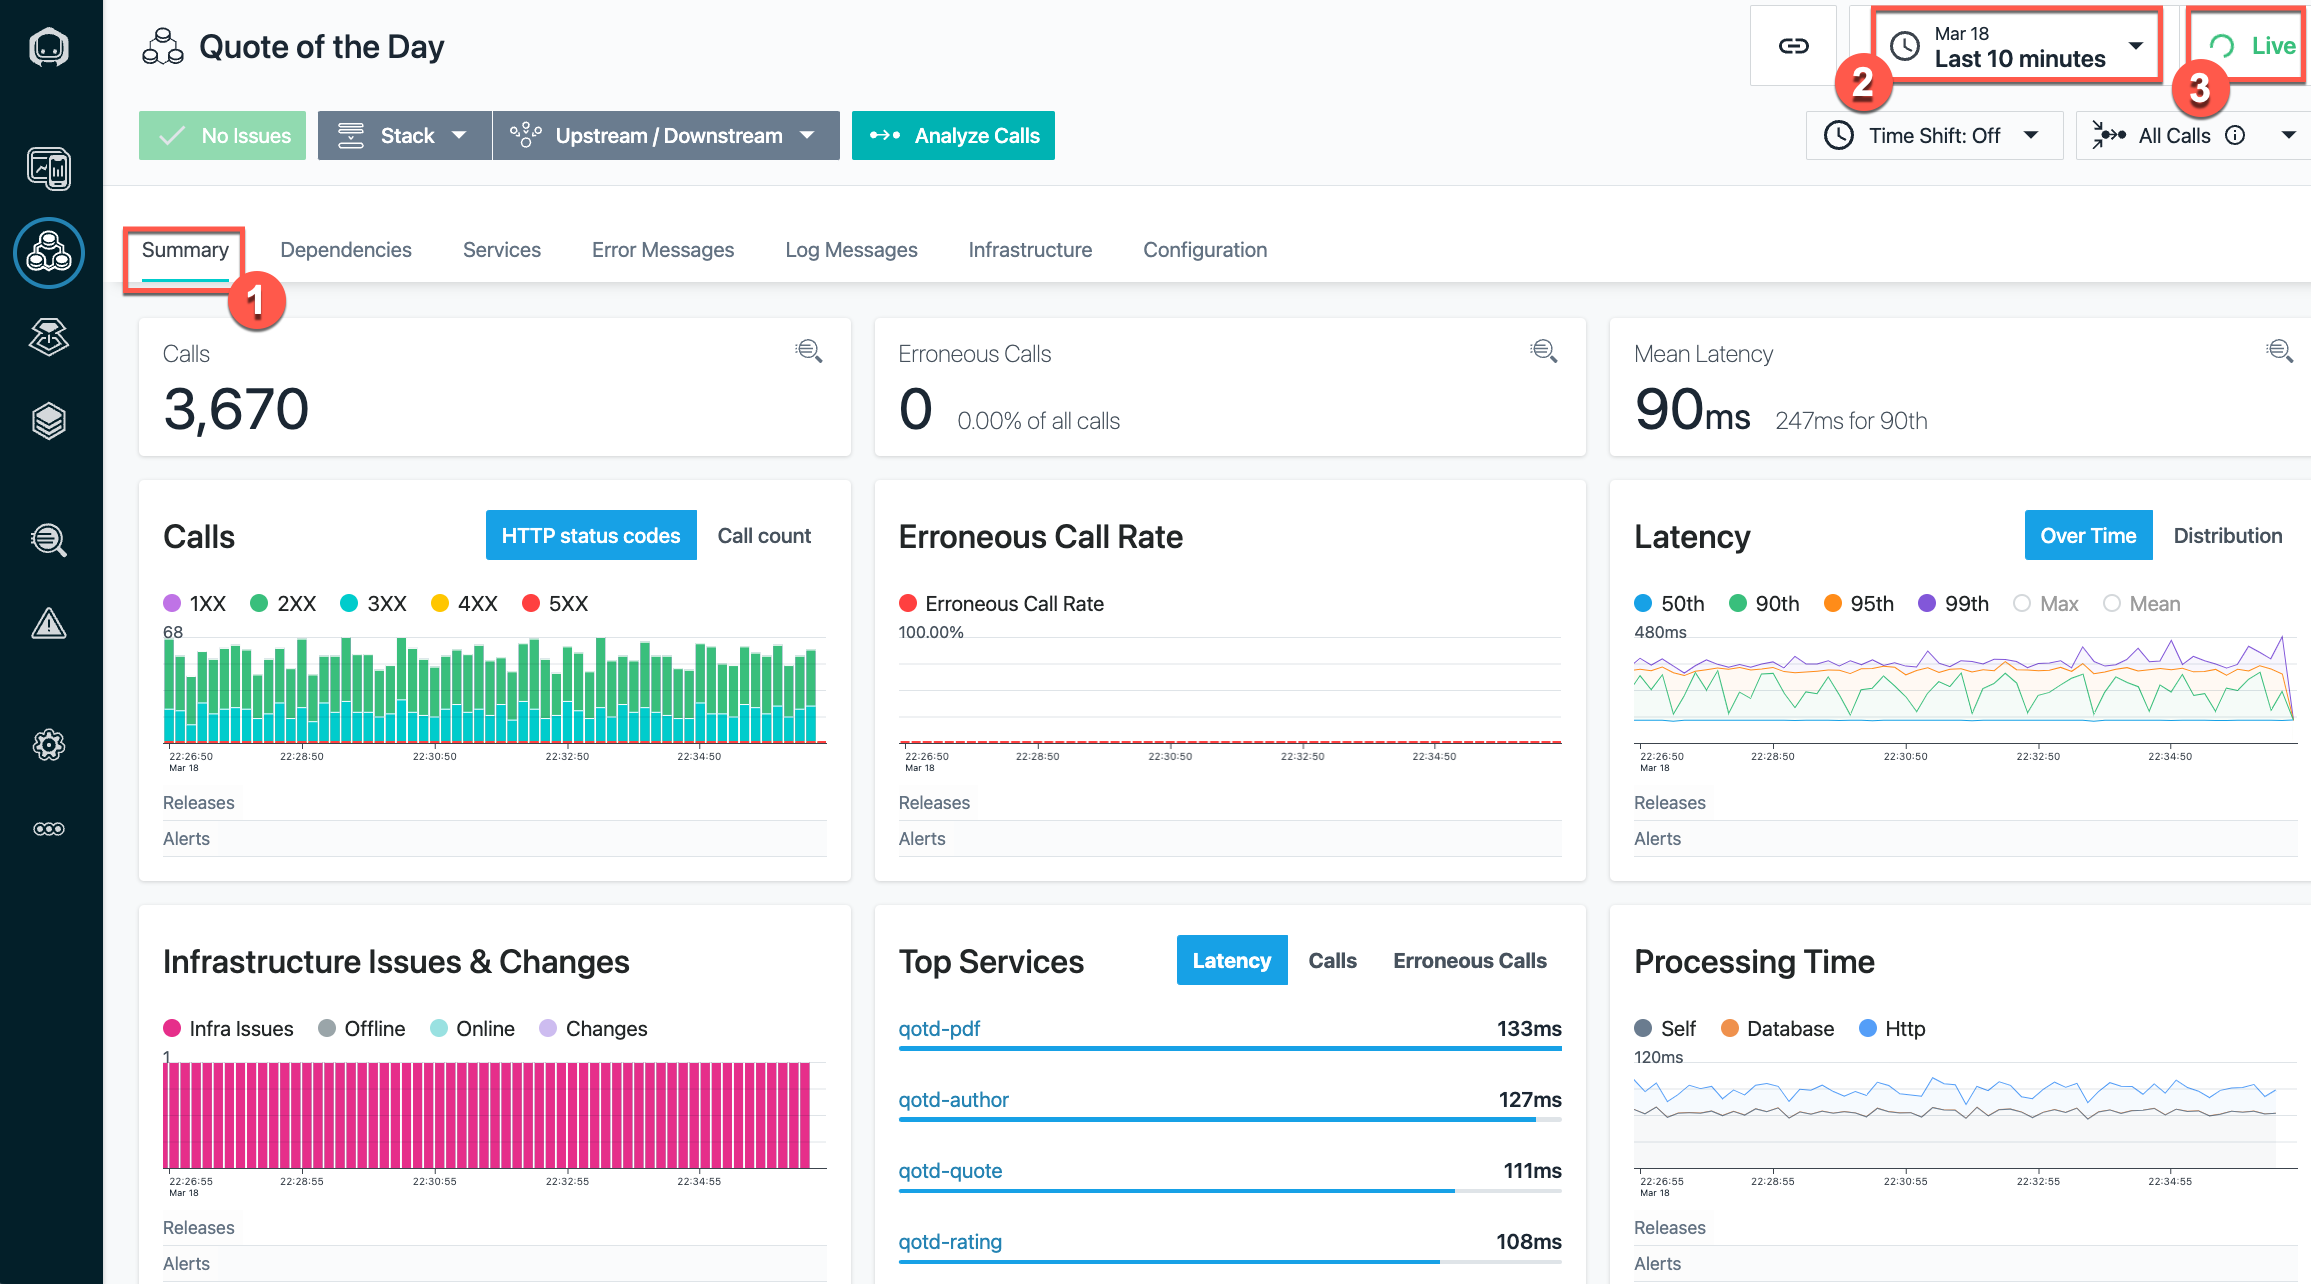 Quote of the Day
Mar 18
Last 10 minutes
Live
2
3
No Issues
Stack
Upstream / Downstream
Analyze Calls
Time Shift: Off
All Calls
Summary
Dependencies
Services
Error Messages
Log Messages
Infrastructure
Configuration
1
Calls
3,670
Erroneous Calls
0 0.00% of all calls
Mean Latency
90ms 247ms for 90th
Calls
HTTP status codes
Call count
1XX 2XX 3XX 4XX 5XX
68
22:26:50 22:28:50 22:30:50 22:32:50 22:34:50
Mar 18
Releases
Alerts
Erroneous Call Rate
Erroneous Call Rate
100.00%
22:26:50 22:28:50 22:30:50 22:32:50 22:34:50
Mar 18
Releases
Alerts
Latency
Over Time
Distribution
50th 90th 95th 99th Max Mean
480ms
22:26:50 22:28:50 22:30:50 22:32:50 22:34:50
Mar 18
Releases
Alerts
Infrastructure Issues & Changes
Infra Issues Offline Online Changes
1
22:26:55 22:28:55 22:30:55 22:32:55 22:34:55
Mar 18
Releases
Alerts
Top Services
Latency
Calls
Erroneous Calls
qotd-pdf 133ms
qotd-author 127ms
qotd-quote 111ms
qotd-rating 108ms
Processing Time
Self Database Http
120ms
22:26:55 22:28:55 22:30:55 22:32:55 22:34:55
Mar 18
Releases
Alerts